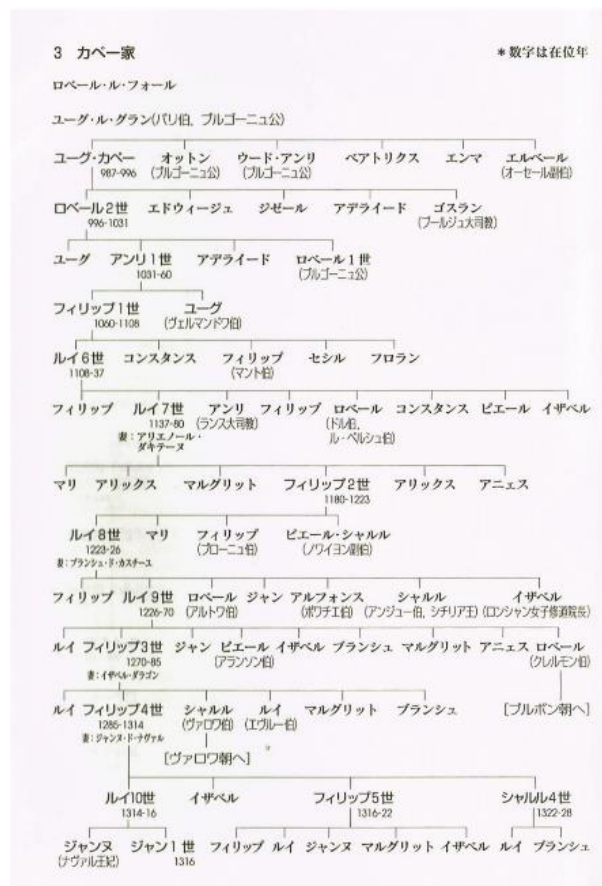 3 カペー家 *数字は在位年
ロベール・ル・フォール
ユーグ・ル・グラン(パリ伯, ブルゴーニュ公)
ユーグ・カペー オットン ウード・アンリ ベアトリクス エンマ エルベール
987-996 (ブルゴーニュ公) (ブルゴーニュ公) (オーセール副伯)
ロベール2世 エドウィージュ ジゼール アデライード ゴスラン
996-1031 (ブールジュ大司教)
ユーグ アンリ1世 アデライード ロベール1世
1031-60 (ブルゴーニュ公)
フィリップ1世 ユーグ
1060-1108 (ヴェルマンドワ伯)
ルイ6世 コンスタンス フィリップ セシル フロラン
1108-37 (マント伯)
フィリップ ルイ7世 アンリ フィリップ ロベール コンスタンス ピエール イザベル
1137-80 (ランス大司教) (ドル伯,
妻:アリエノール・ ル・ペルシュ伯)
ダキテーヌ
マリ アリックス マルグリット フィリップ2世 アリックス アニェス
1180-1223
ルイ8世 マリ フィリップ ピエール・シャルル
1223-26 (ブローニュ伯) (ノワイヨン副伯)
妻:ブランシュ・ド・カスチーユ
フィリップ ルイ9世 ロベール ジャン アルフォンス シャルル イザベル
1226-70 (アルトワ伯) (ポワチエ伯) (アンジュー伯, シチリア王) (ロンシャン女子修道院長)
ルイ フィリップ3世 ジャン ピエール イザベル ブランシュ マルグリット アニェス ロベール
1270-85 (アランソン伯) (クレルモン伯)
妻:イザベル・ダラゴン
ルイ フィリップ4世 シャルル ルイ マルグリット ブランシュ [ブルボン朝へ]
1285-1314 (ヴァロワ伯) (エヴルー伯)
妻:ジャンヌ・ド・ナヴァル
[ヴァロワ朝へ]
ルイ10世 イザベル フィリップ5世 シャルル4世
1314-16 1316-22 1322-28
ジャンヌ ジャン1世 フィリップ ルイ ジャンヌ マルグリット イザベル ルイ ブランシュ
(ナヴァル王妃) 1316